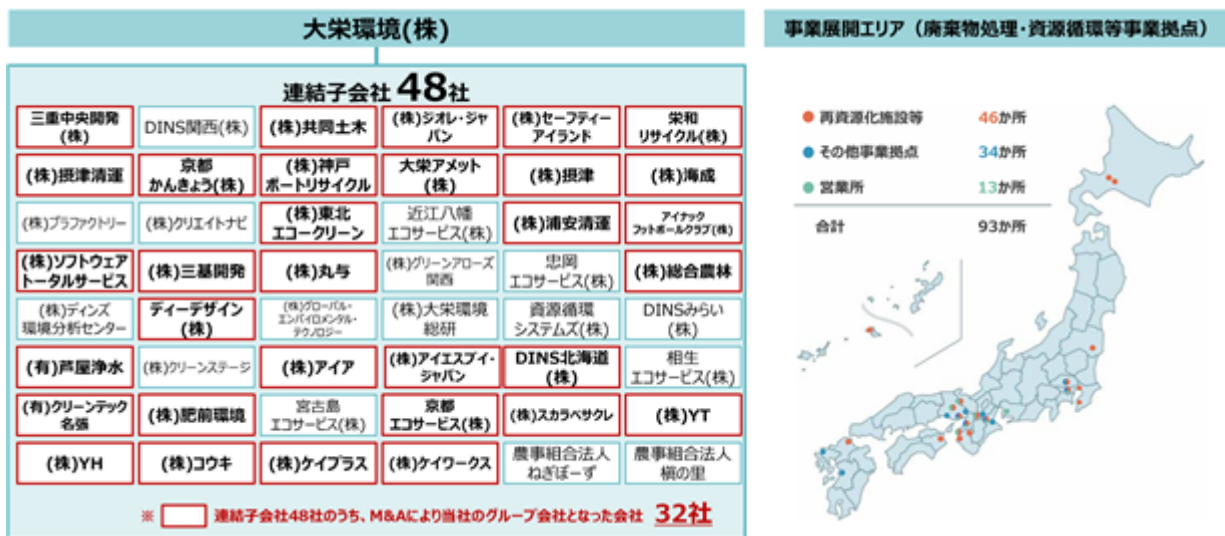 大栄環境(株)
連結子会社 48社
三重中央開発
(株)
DINS関西(株)
(株)共同土木
(株)ジオレ・ジャ
パン
(株)セーフティー
アイランド
栄和
リサイクル(株)
(株)摂津清運
京都
かんきょう(株)
(株)神戸
ポートリサイクル
大栄アメット
(株)
(株)摂津
(株)海成
(株)プラファクトリー
(株)クリエイトナビ
(株)東北
エコークリーン
近江八幡
エコサービス(株)
(株)浦安清運
アイナック
フットボールクラブ(株)
(株)ソフトウェア
トータルサービス
(株)三基開発
(株)丸与
(株)グリーンアローズ
関西
忠岡
エコサービス(株)
(株)総合農林
(株)ディンズ
環境分析センター
ディーデザイン
(株)
(株)グローバル・
エンバイロメンタル・
テクノロジー
(株)大栄環境
総研
資源循環
システムズ(株)
DINSみらい
(株)
(有)芦屋浄水
(株)クリーンステージ
(株)アイア
(株)アイエスブイ・
ジャパン
DINS北海道
(株)
相生
エコサービス(株)
(有)クリーンテック
名張
(株)肥前環境
宮古島
エコサービス(株)
京都
エコサービス(株)
(株)スカラベサクレ
(株)YT
(株)YH
(株)コウキ
(株)ケイプラス
(株)ケイワークス
農事組合法人
ねぎぼーず
農事組合法人
槇の里
※ 連結子会社48社のうち、M&Aにより当社のグループ会社となった会社 32社
事業展開エリア（廃棄物処理・資源循環等事業拠点）
再資源化施設等 46か所
その他事業拠点 34か所
営業所 13か所
合計 93か所